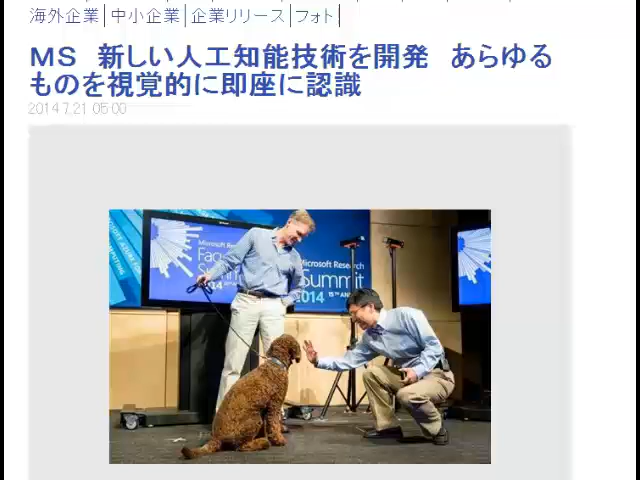 海外企業│中小企業│企業リリース│フォト│
ＭＳ　新しい人工知能技術を開発　あらゆる
ものを視覚的に即座に認識
2014.7.21 05:00
Microsoft Research
Summit
2014 15TH